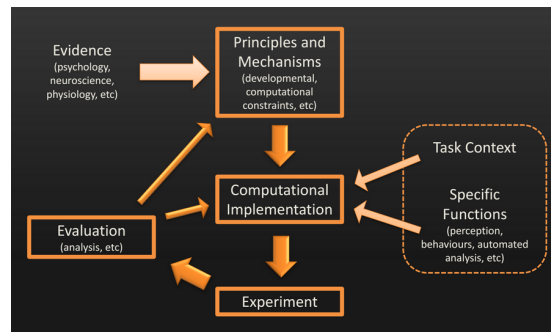 Evidence
(psychology,
neuroscience,
physiology, etc)
Principles and
Mechanisms
(developmental,
computational
constraints, etc)
Task Context
Computational
Implementation
Specific
Functions
(perception,
behaviours, automated
analysis, etc)
Evaluation
(analysis, etc)
Experiment